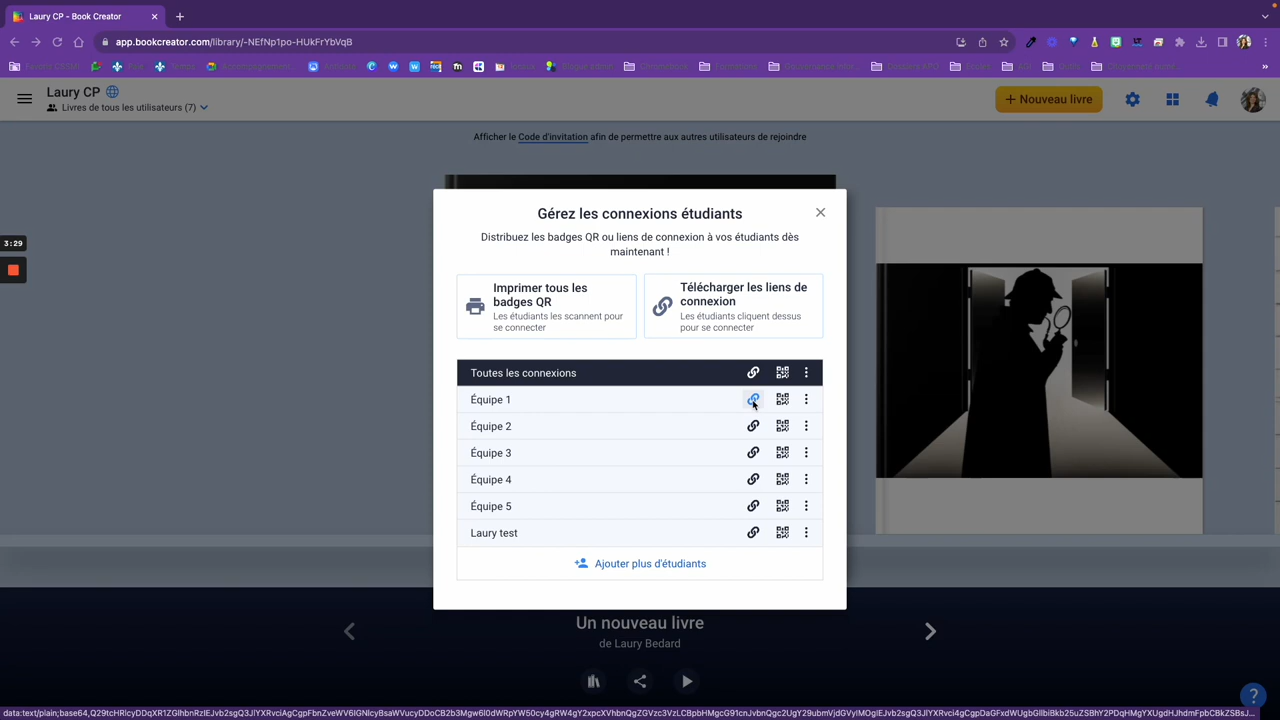 Laury CP - Book Creator
app.bookcreator.com/library/-NEfNp1po-HUkFrYbVqB
Laury CP
Livres de tous les utilisateurs (7)
+ Nouveau livre
Afficher le Code d'invitation afin de permettre aux autres utilisateurs de rejoindre
3:29
Gérez les connexions étudiants
Distribuez les badges QR ou liens de connexion à vos étudiants dès
maintenant !
Imprimer tous les
badges QR
Les étudiants les scannent pour
se connecter
Télécharger les liens de
connexion
Les étudiants cliquent dessus
pour se connecter
Toutes les connexions
Équipe 1
Équipe 2
Équipe 3
Équipe 4
Équipe 5
Laury test
Ajouter plus d'étudiants
Un nouveau livre
de Laury Bedard